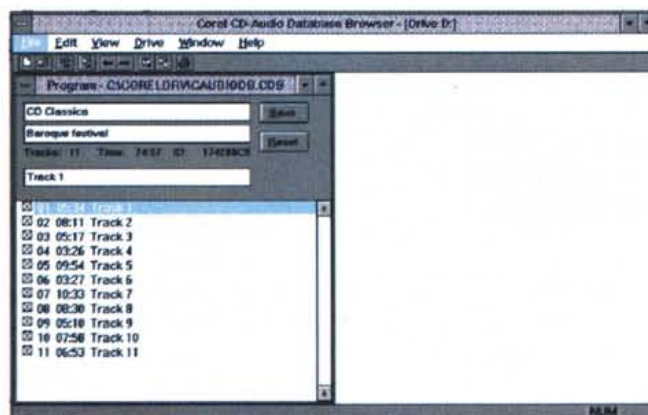 Corel CD-Audio Database Browser - [Drive D:]
File Edit View Drive Window Help
Program - C:\CORELDRV\CAUDIODB.CDB
CD Classica
Save
Baroque festival
Reset
Tracks: 11 Time: 74:57 ID:
Track 1
01 05:34 Track 1
02 08:11 Track 2
03 05:17 Track 3
04 03:26 Track 4
05 09:54 Track 5
06 03:27 Track 6
07 10:33 Track 7
08 08:30 Track 8
09 05:10 Track 9
10 07:58 Track 10
11 06:53 Track 11
NUM